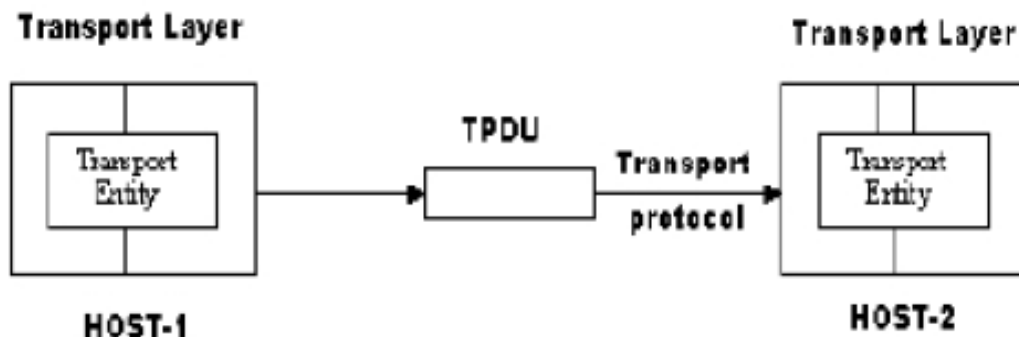 Transport Layer
Transport Layer
TPDU
Transport
Entity
Transport
protocol
Transport
Entity
HOST-1
HOST-2